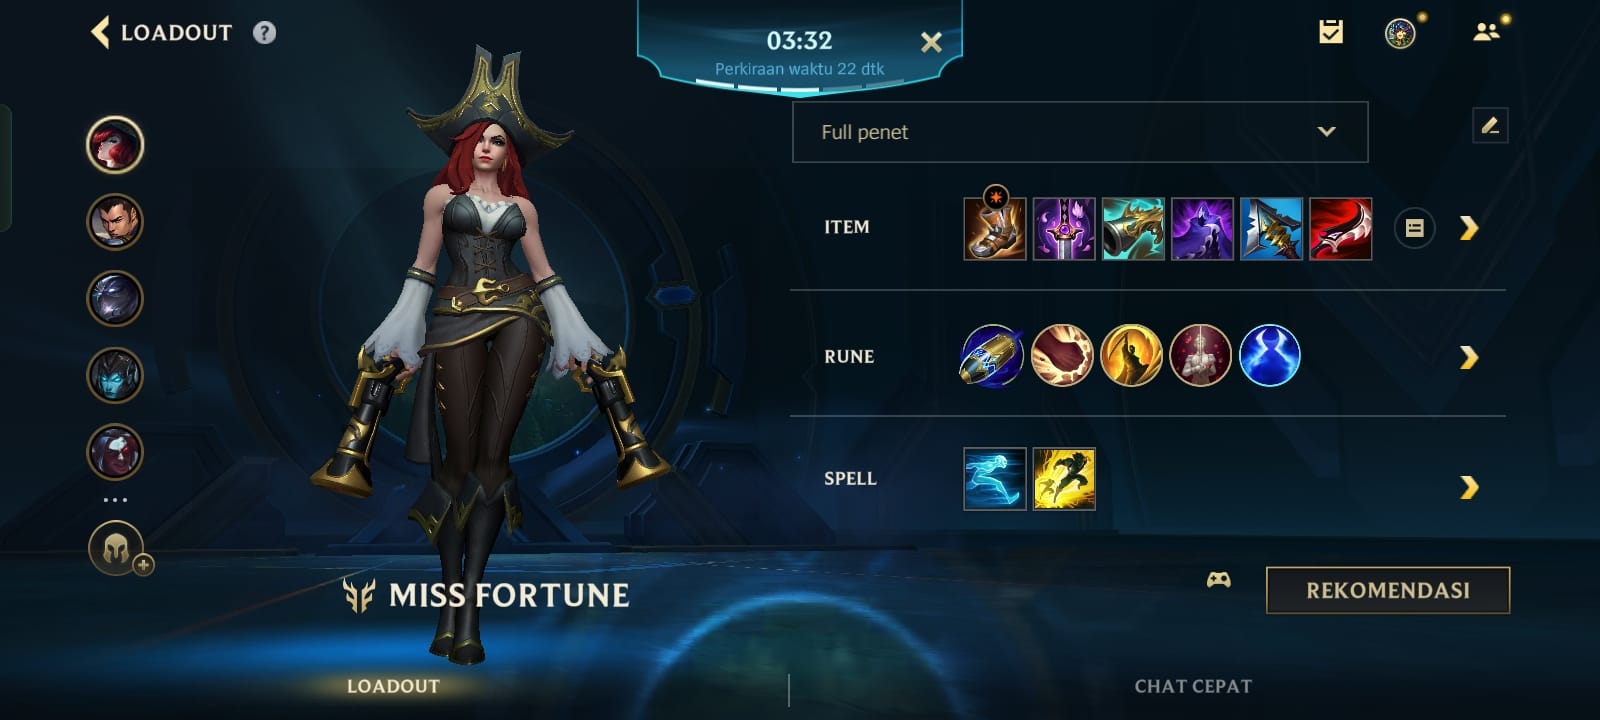 LOADOUT ?
03:32
Perkiraan waktu 22 dtk
Full penet
ITEM
RUNE
SPELL
MISS FORTUNE
REKOMENDASI
LOADOUT
CHAT CEPAT